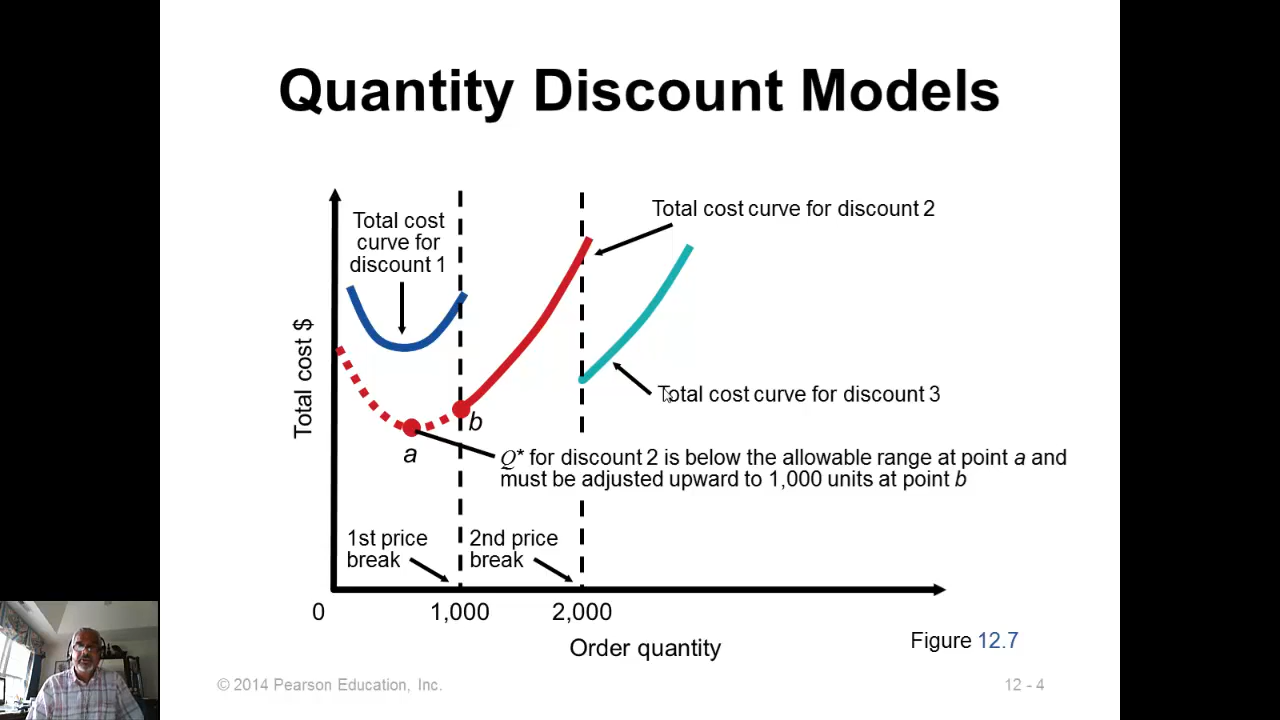 Quantity Discount Models
Total cost
curve for
discount 1
Total cost curve for discount 2
Total cost $
Total cost curve for discount 3
b
a
Q* for discount 2 is below the allowable range at point a and
must be adjusted upward to 1,000 units at point b
1st price
break
2nd price
break
0
1,000
2,000
Order quantity
Figure 12.7
© 2014 Pearson Education, Inc.
12 - 4